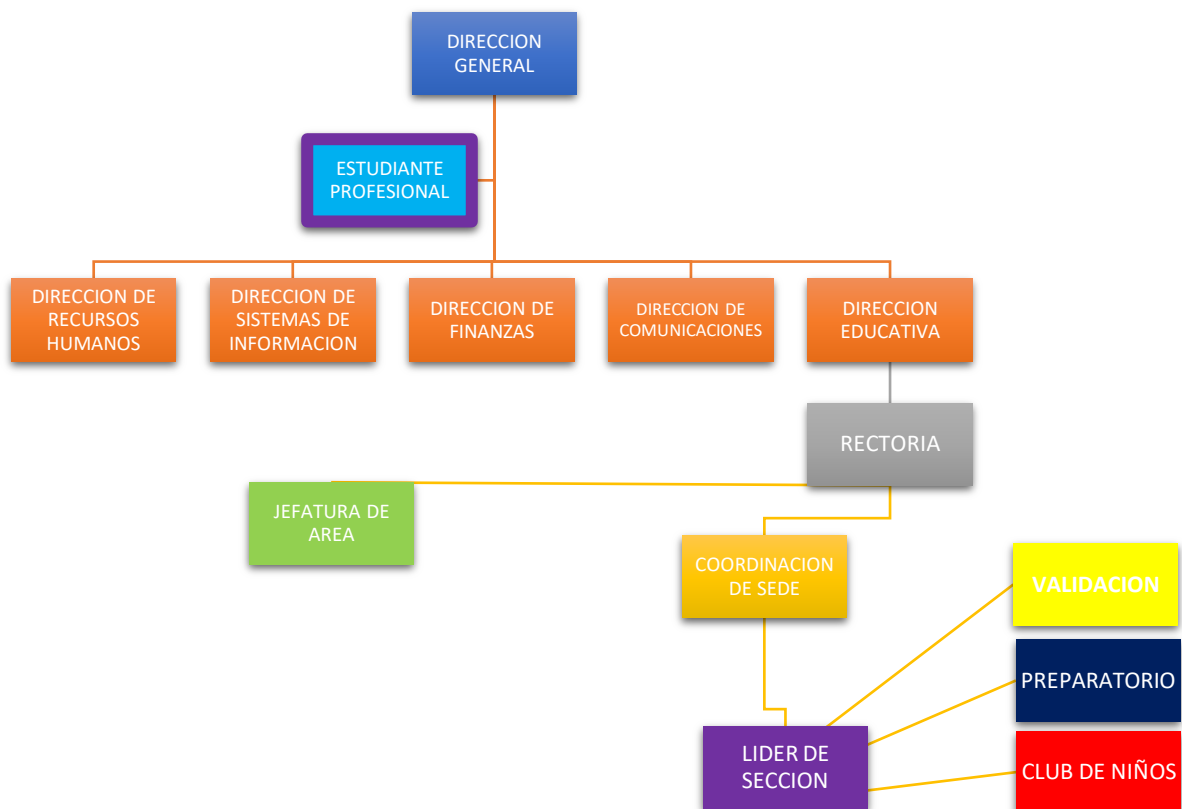 DIRECCION
GENERAL
ESTUDIANTE
PROFESIONAL
DIRECCION DE
RECURSOS
HUMANOS
DIRECCION DE
SISTEMAS DE
INFORMACION
DIRECCION DE
FINANZAS
DIRECCION DE
COMUNICACIONES
DIRECCION
EDUCATIVA
RECTORIA
JEFATURA DE
AREA
COORDINACION
DE SEDE
VALIDACION
PREPARATORIO
LIDER DE
SECCION
CLUB DE NIÑOS